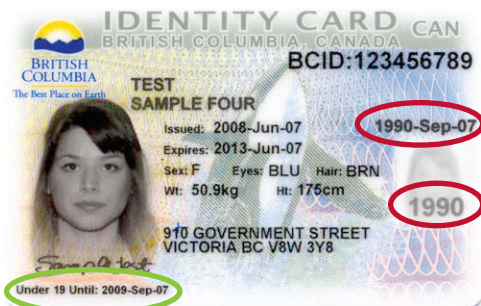 IDENTITY CARD CAN
BRITISH COLUMBIA, CANADA
BCID:123456789
BRITISH
COLUMBIA
The Best Place on Earth
TEST
SAMPLE FOUR
Issued: 2008-Jun-07
1990-Sep-07
Expires: 2013-Jun-07
Sex: F Eyes: BLU Hair: BRN
Wt: 50.9kg Ht: 175cm
1990
910 GOVERNMENT STREET
VICTORIA BC V8W 3Y8
Sample test
Under 19 Until: 2009-Sep-07